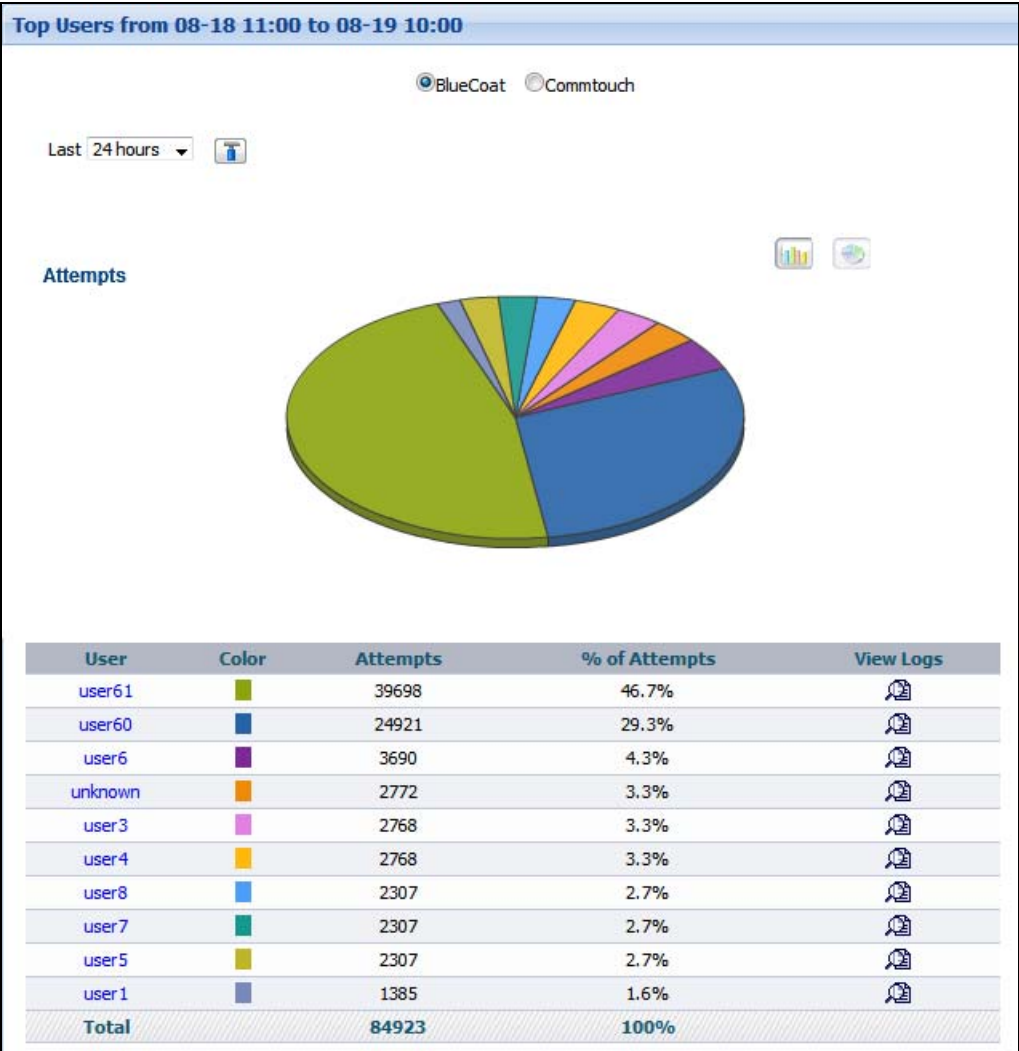 Top Users from 08-18 11:00 to 08-19 10:00
BlueCoat Commtouch
Last 24 hours
Attempts
User Color Attempts % of Attempts View Logs
user61 39698 46.7%
user60 24921 29.3%
user6 3690 4.3%
unknown 2772 3.3%
user3 2768 3.3%
user4 2768 3.3%
user8 2307 2.7%
user7 2307 2.7%
user5 2307 2.7%
user1 1385 1.6%
Total 84923 100%